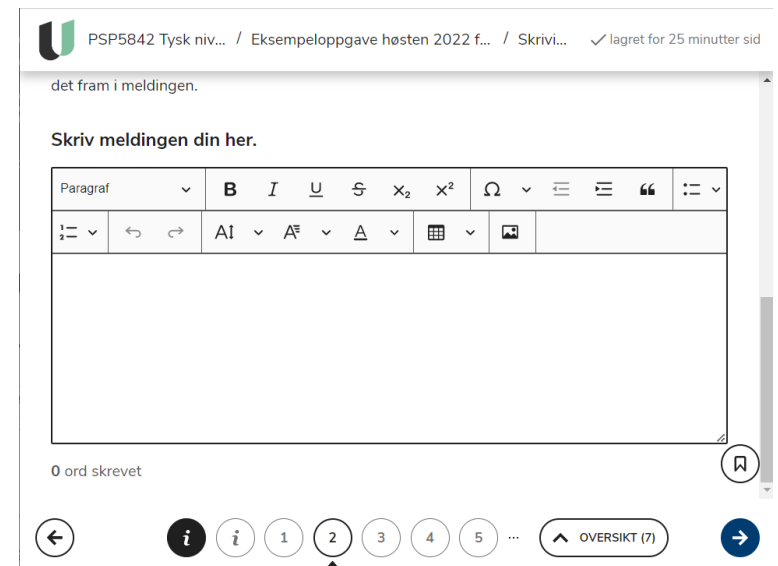 PSP5842 Tysk niv... / Eksempeloppgave høsten 2022 f... / Skrivi... lagret for 25 minutter sid
det fram i meldingen.
Skriv meldingen din her.
Paragraf B I U S X₂ X² Ω
A
0 ord skrevet
i i 1 2 3 4 5 ... OVERSIKT (7)